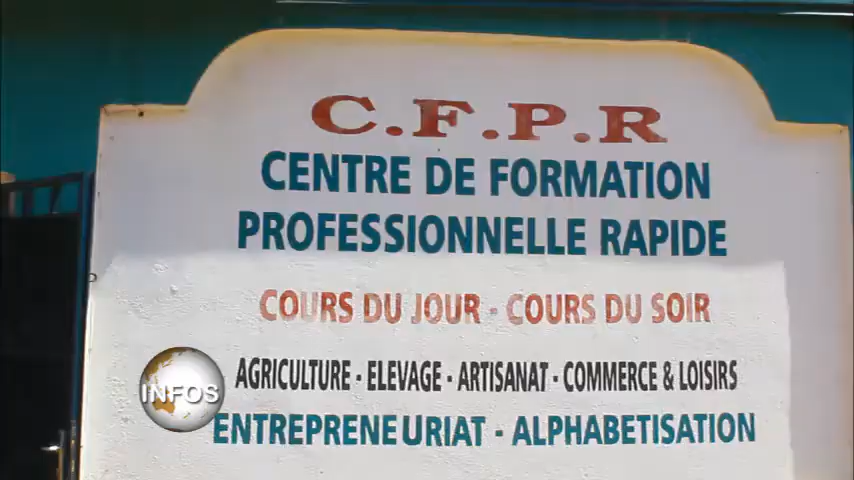 C.F.P.R
CENTRE DE FORMATION
PROFESSIONNELLE RAPIDE
COURS DU JOUR - COURS DU SOIR
AGRICULTURE - ELEVAGE - ARTISANAT - COMMERCE & LOISIRS
INFOS
ENTREPRENEURIAT - ALPHABETISATION